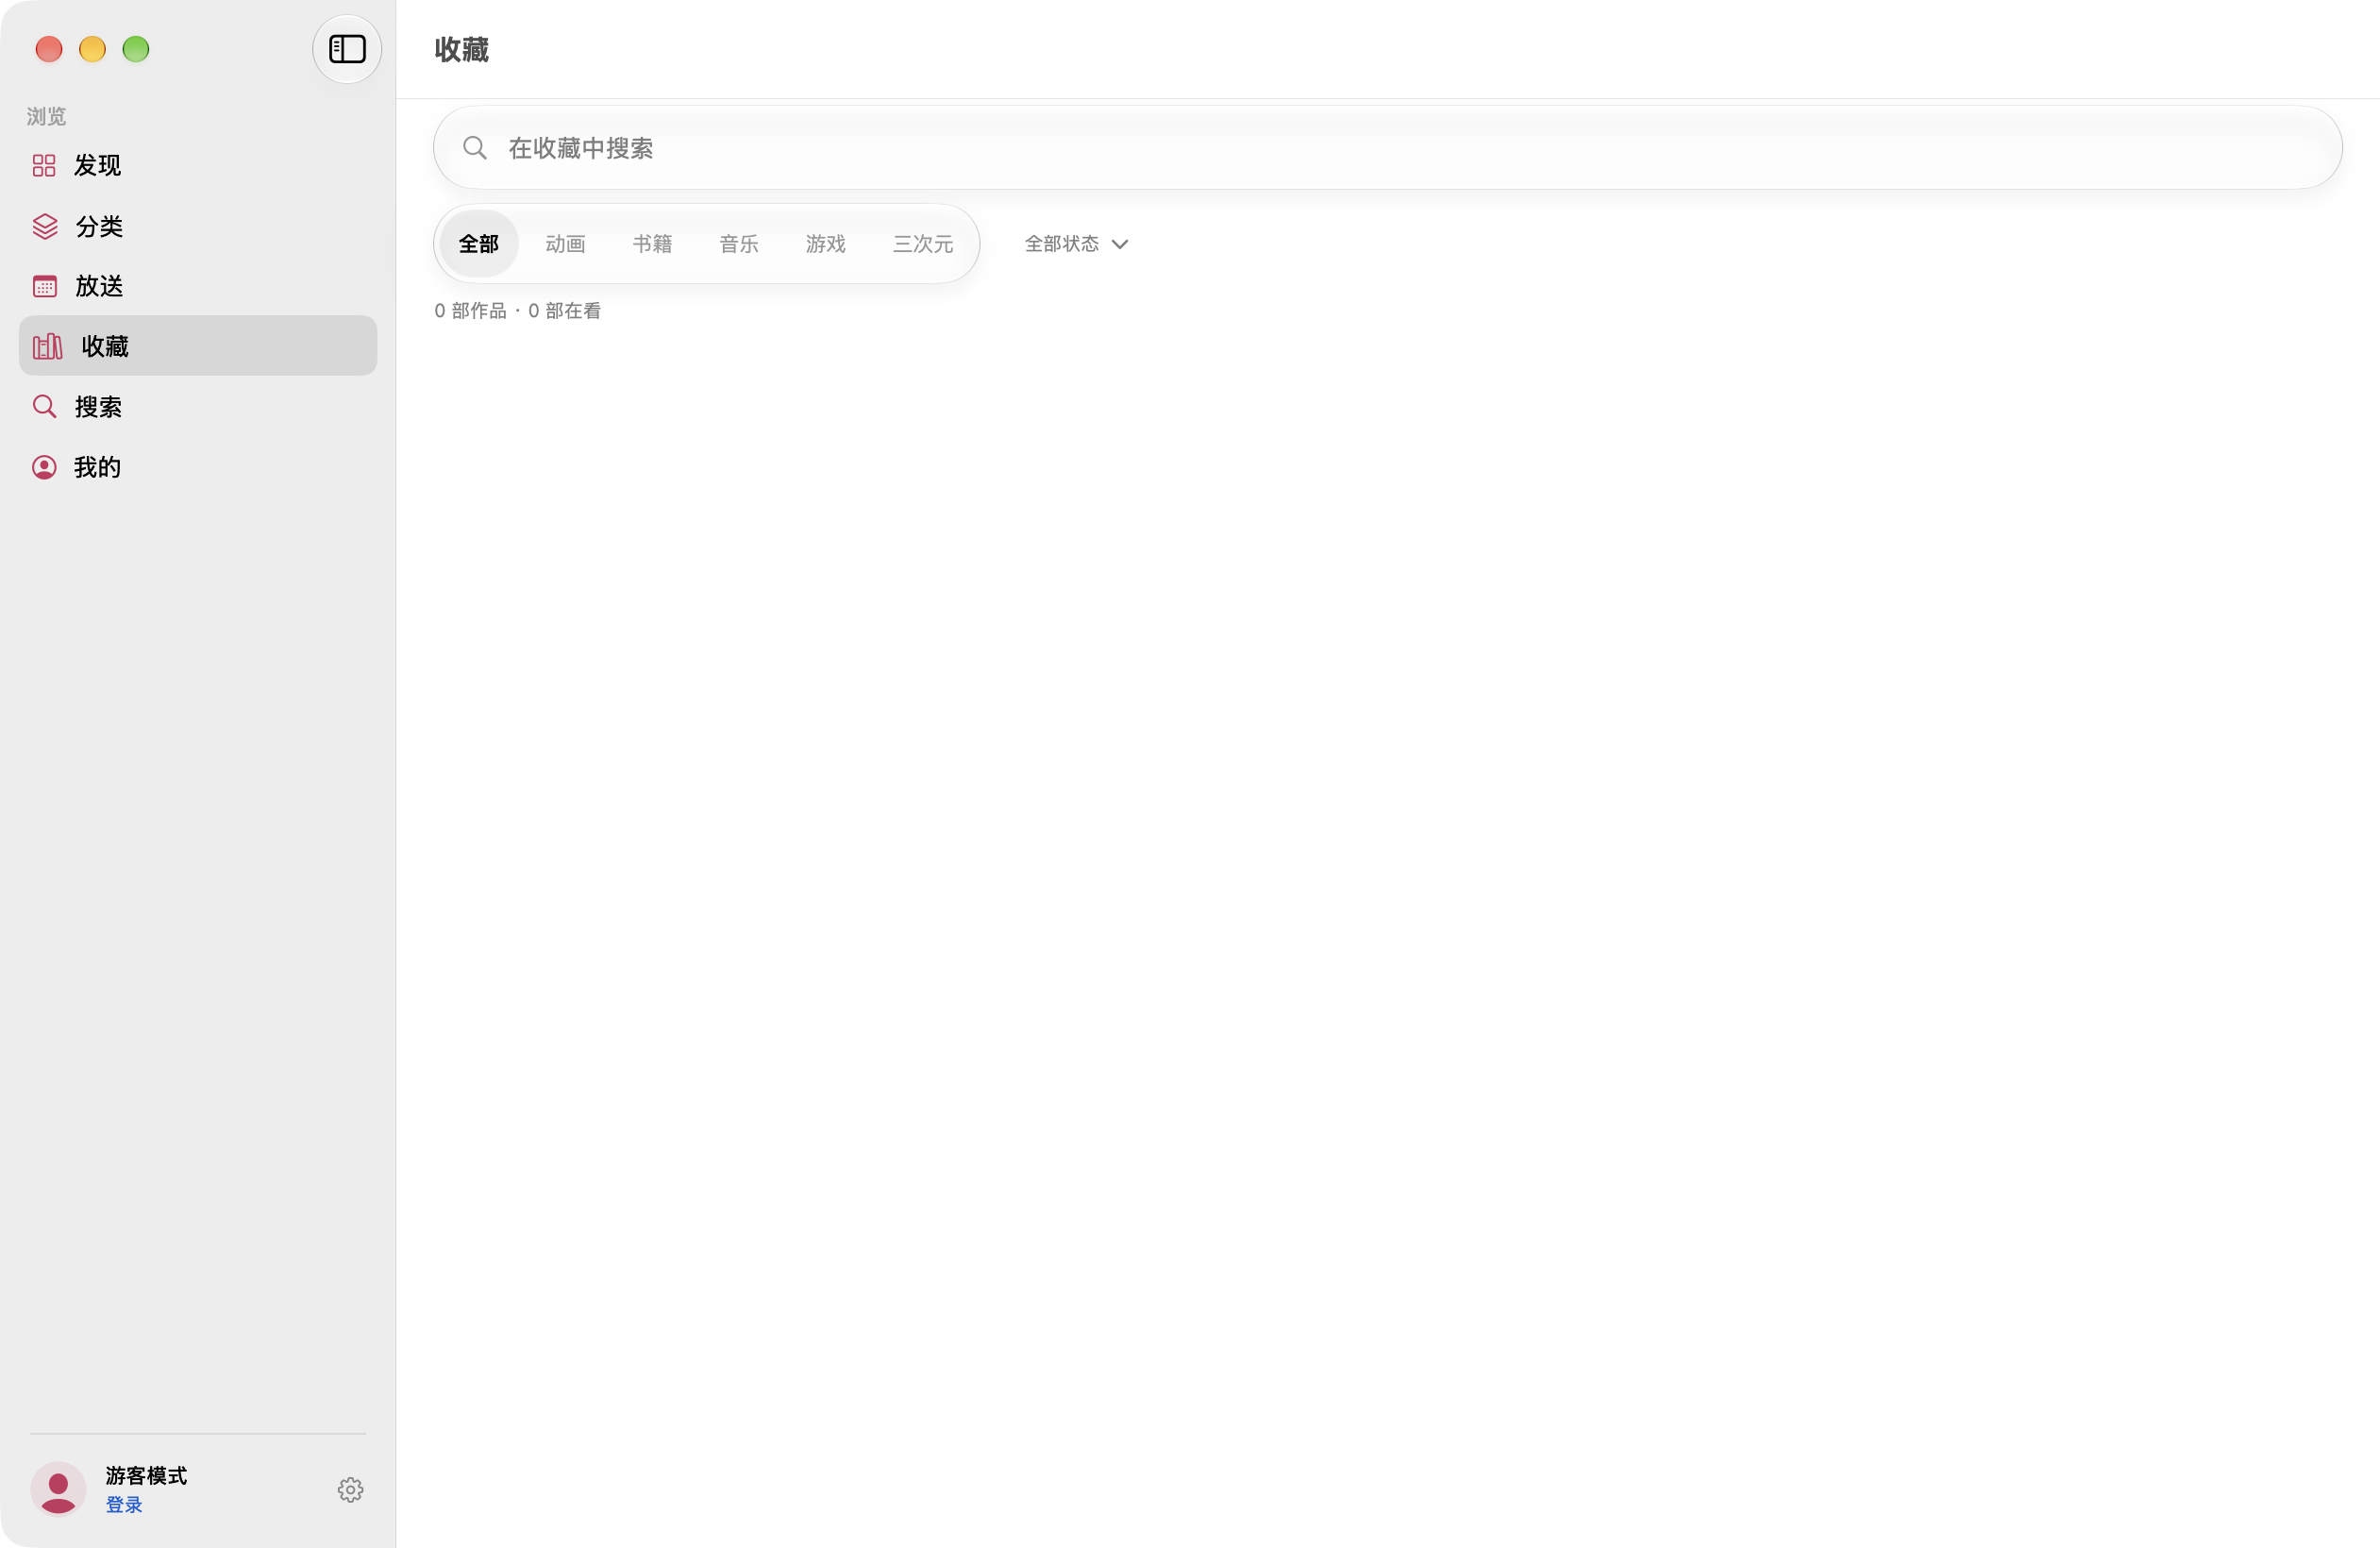 浏览
发现
分类
放送
收藏
搜索
我的
游客模式
登录
收藏
在收藏中搜索
全部 动画 书籍 音乐 游戏 三次元 全部状态
0 部作品 · 0 部在看